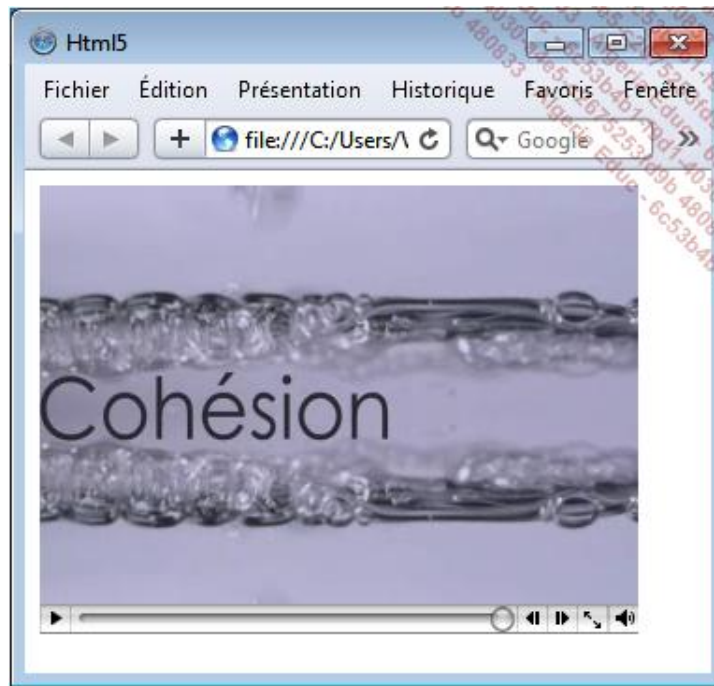 Html5
Fichier Édition Présentation Historique Favoris Fenêtre
file:///C:/Users/\ Google
Cohésion